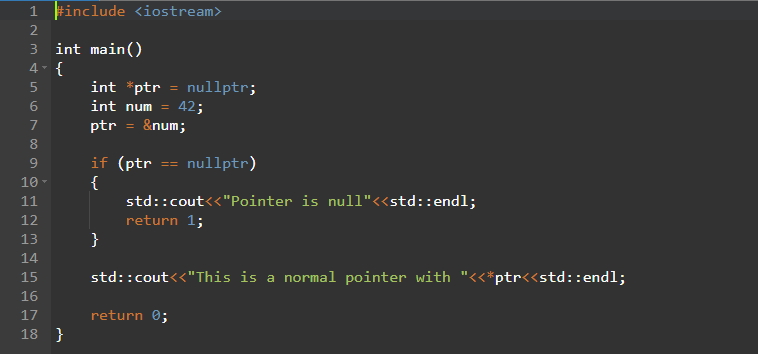 1 #include <iostream>
2
3 int main()
4 {
5     int *ptr = nullptr;
6     int num = 42;
7     ptr = &num;
8
9     if (ptr == nullptr)
10     {
11         std::cout<<"Pointer is null"<<std::endl;
12         return 1;
13     }
14
15     std::cout<<"This is a normal pointer with "<<*ptr<<std::endl;
16
17     return 0;
18 }